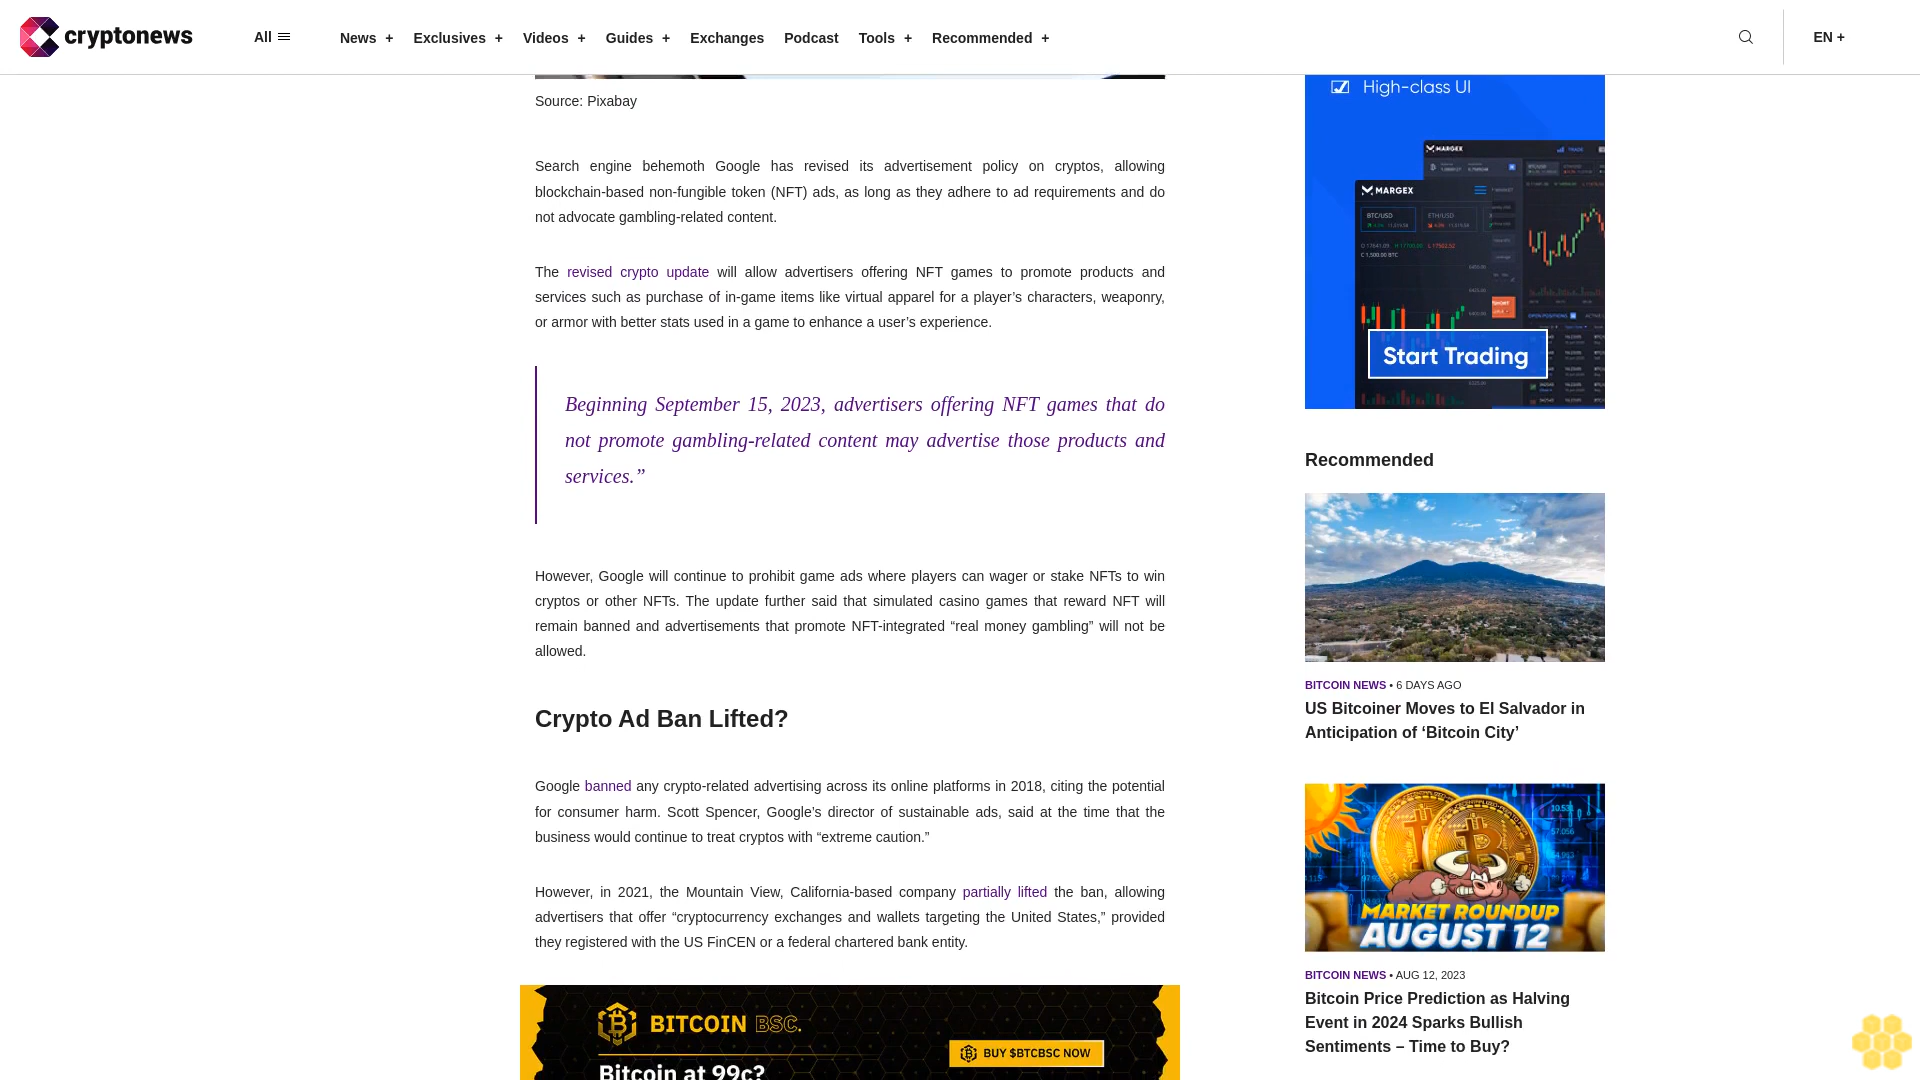 cryptonews
All
News +
Exclusives +
Videos +
Guides +
Exchanges
Podcast
Tools +
Recommended +
EN +
Source: Pixabay
Search engine behemoth Google has revised its advertisement policy on cryptos, allowing
blockchain-based non-fungible token (NFT) ads, as long as they adhere to ad requirements and do
not advocate gambling-related content.
The revised crypto update will allow advertisers offering NFT games to promote products and
services such as purchase of in-game items like virtual apparel for a player’s characters, weaponry,
or armor with better stats used in a game to enhance a user’s experience.
Beginning September 15, 2023, advertisers offering NFT games that do
not promote gambling-related content may advertise those products and
services.”
However, Google will continue to prohibit game ads where players can wager or stake NFTs to win
cryptos or other NFTs. The update further said that simulated casino games that reward NFT will
remain banned and advertisements that promote NFT-integrated “real money gambling” will not be
allowed.
Crypto Ad Ban Lifted?
Google banned any crypto-related advertising across its online platforms in 2018, citing the potential
for consumer harm. Scott Spencer, Google’s director of sustainable ads, said at the time that the
business would continue to treat cryptos with “extreme caution.”
However, in 2021, the Mountain View, California-based company partially lifted the ban, allowing
advertisers that offer “cryptocurrency exchanges and wallets targeting the United States,” provided
they registered with the US FinCEN or a federal chartered bank entity.
BITCOIN BSC.
BUY $BTCBSC NOW
Bitcoin at 99c?
High-class UI
MARGEX
TRADE
MARGEX
BTC/USD
ETH/USD
Start Trading
Recommended
BITCOIN NEWS • 6 DAYS AGO
US Bitcoiner Moves to El Salvador in
Anticipation of ‘Bitcoin City’
MARKET ROUNDUP
AUGUST 12
BITCOIN NEWS • AUG 12, 2023
Bitcoin Price Prediction as Halving
Event in 2024 Sparks Bullish
Sentiments – Time to Buy?